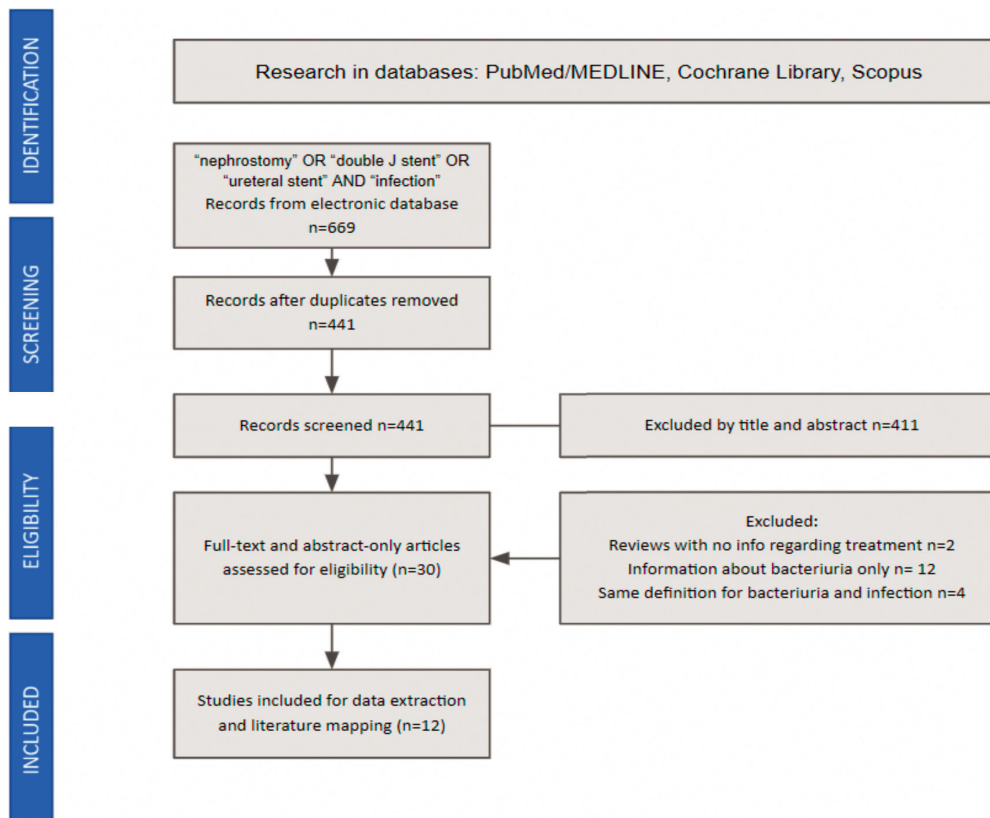 IDENTIFICATION
Research in databases: PubMed/MEDLINE, Cochrane Library, Scopus
“nephrostomy” OR “double J stent” OR
“ureteral stent” AND “infection”
Records from electronic database
n=669
SCREENING
Records after duplicates removed
n=441
Records screened n=441
Excluded by title and abstract n=411
ELIGIBILITY
Full-text and abstract-only articles
assessed for eligibility (n=30)
Excluded:
Reviews with no info regarding treatment n=2
Information about bacteriuria only n= 12
Same definition for bacteriuria and infection n=4
INCLUDED
Studies included for data extraction
and literature mapping (n=12)